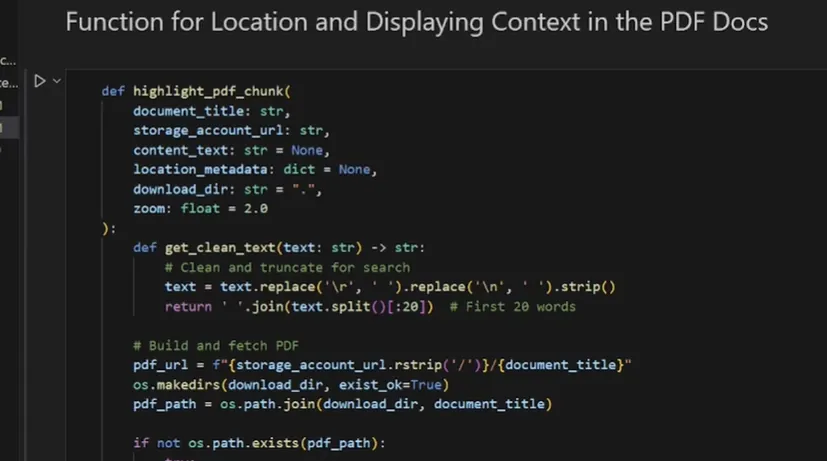 Function for Location and Displaying Context in the PDF Docs
def highlight_pdf_chunk(
document_title: str,
storage_account_url: str,
content_text: str = None,
location_metadata: dict = None,
download_dir: str = ".",
zoom: float = 2.0
):
def get_clean_text(text: str) -> str:
# Clean and truncate for search
text = text.replace('\r', ' ').replace('\n', ' ').strip()
return ' '.join(text.split()[:20])  # First 20 words
# Build and fetch PDF
pdf_url = f"{storage_account_url.rstrip('/')}/{document_title}"
os.makedirs(download_dir, exist_ok=True)
pdf_path = os.path.join(download_dir, document_title)
if not os.path.exists(pdf_path):